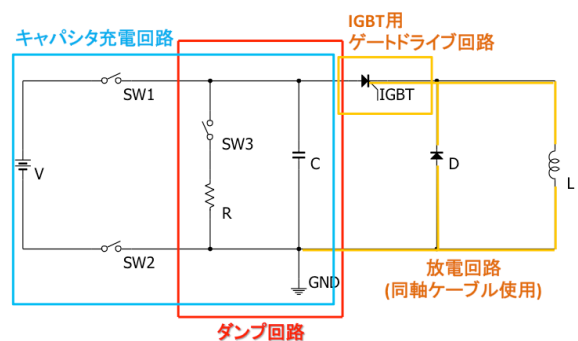 IGBT用
ゲートドライブ回路
キャパシタ充電回路
SW1
IGBT
SW3
V
C
D
L
R
SW2
GND
放電回路
(同軸ケーブル使用)
ダンプ回路